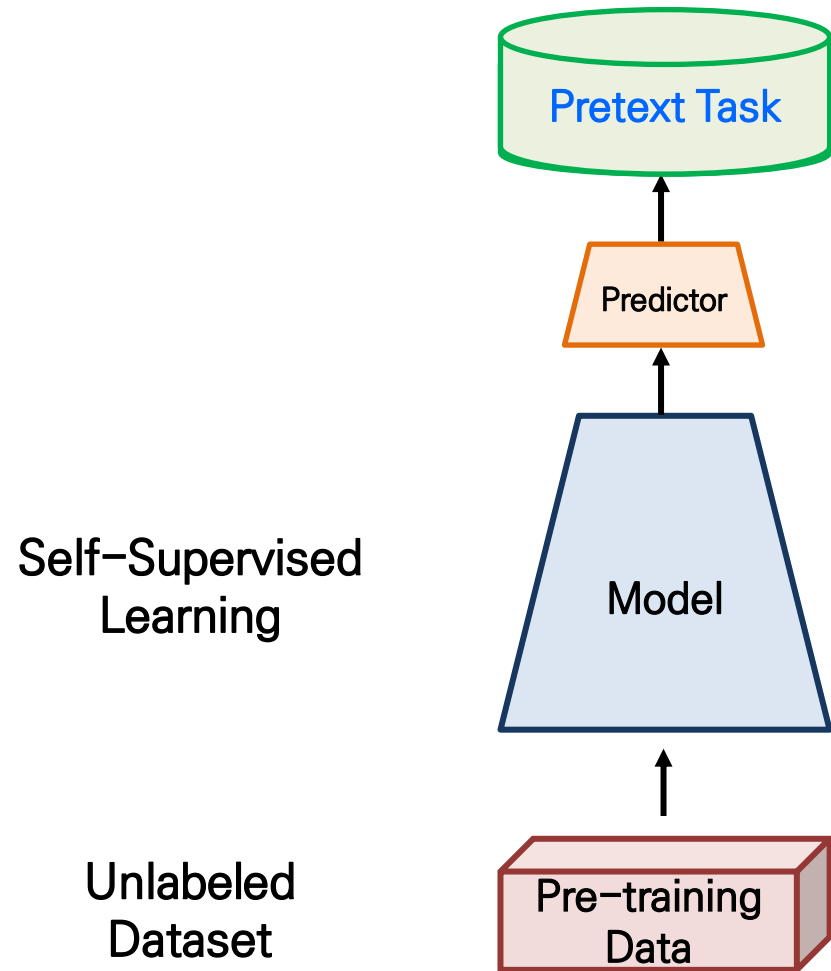 Pretext Task
Predictor
Self-Supervised
Learning
Model
Unlabeled
Dataset
Pre-training
Data